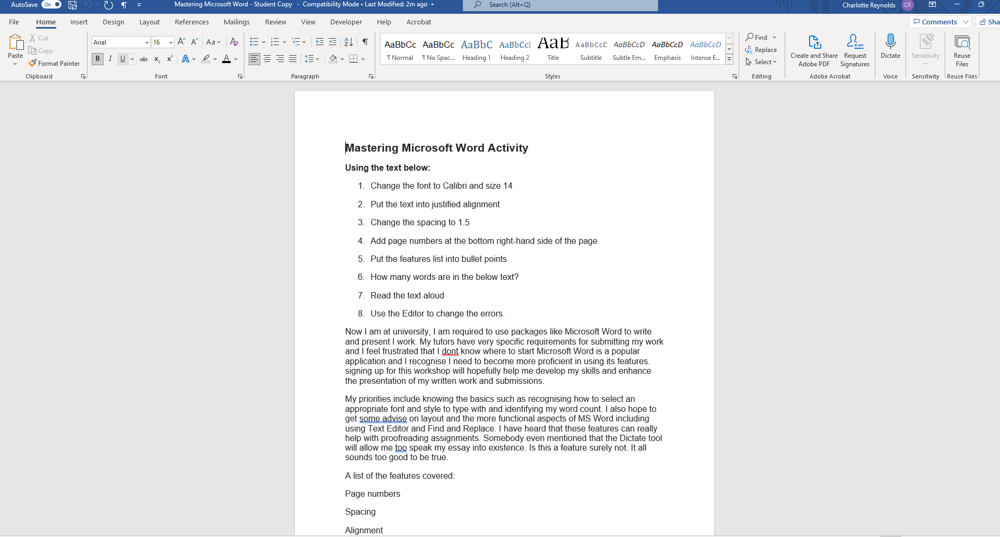 AutoSave On Mastering Microsoft Word - Student Copy - Compatibility Mode • Last Modified: 2m ago Search (Alt+Q) Charlotte Reynolds CR
File Home Insert Design Layout References Mailings Review View Developer Help Acrobat Comments Sha
Paste
Cut
Copy
Format Painter
Clipboard
Arial 16 A A Aa A
B I U ab x₂ x² A A
Font
Paragraph
AaBbCc AaBbCc AaBbC AaBbCcI AaB AaBbCcD AaBbCcD AaBbCcD AaBbCcD
¶ Normal ¶ No Spac... Heading 1 Heading 2 Title Subtitle Subtle Em... Emphasis Intense E...
Styles
Find
Replace
Select
Editing
Create and Share
Adobe PDF
Request
Signatures
Adobe Acrobat
Dictate
Voice
Sensitivity
Sensitivity
Reuse
Files
Reuse Files
Mastering Microsoft Word Activity
Using the text below:
1. Change the font to Calibri and size 14
2. Put the text into justified alignment
3. Change the spacing to 1.5
4. Add page numbers at the bottom right-hand side of the page
5. Put the features list into bullet points
6. How many words are in the below text?
7. Read the text aloud
8. Use the Editor to change the errors.
Now I am at university, I am required to use packages like Microsoft Word to write
and present I work. My tutors have very specific requirements for submitting my work
and I feel frustrated that I dont know where to start Microsoft Word is a popular
application and I recognise I need to become more proficient in using its features.
signing up for this workshop will hopefully help me develop my skills and enhance
the presentation of my written work and submissions.
My priorities include knowing the basics such as recognising how to select an
appropriate font and style to type with and identifying my word count. I also hope to
get some advise on layout and the more functional aspects of MS Word including
using Text Editor and Find and Replace. I have heard that these features can really
help with proofreading assignments. Somebody even mentioned that the Dictate tool
will allow me too speak my essay into existence. Is this a feature surely not. It all
sounds too good to be true.
A list of the features covered:
Page numbers
Spacing
Alignment